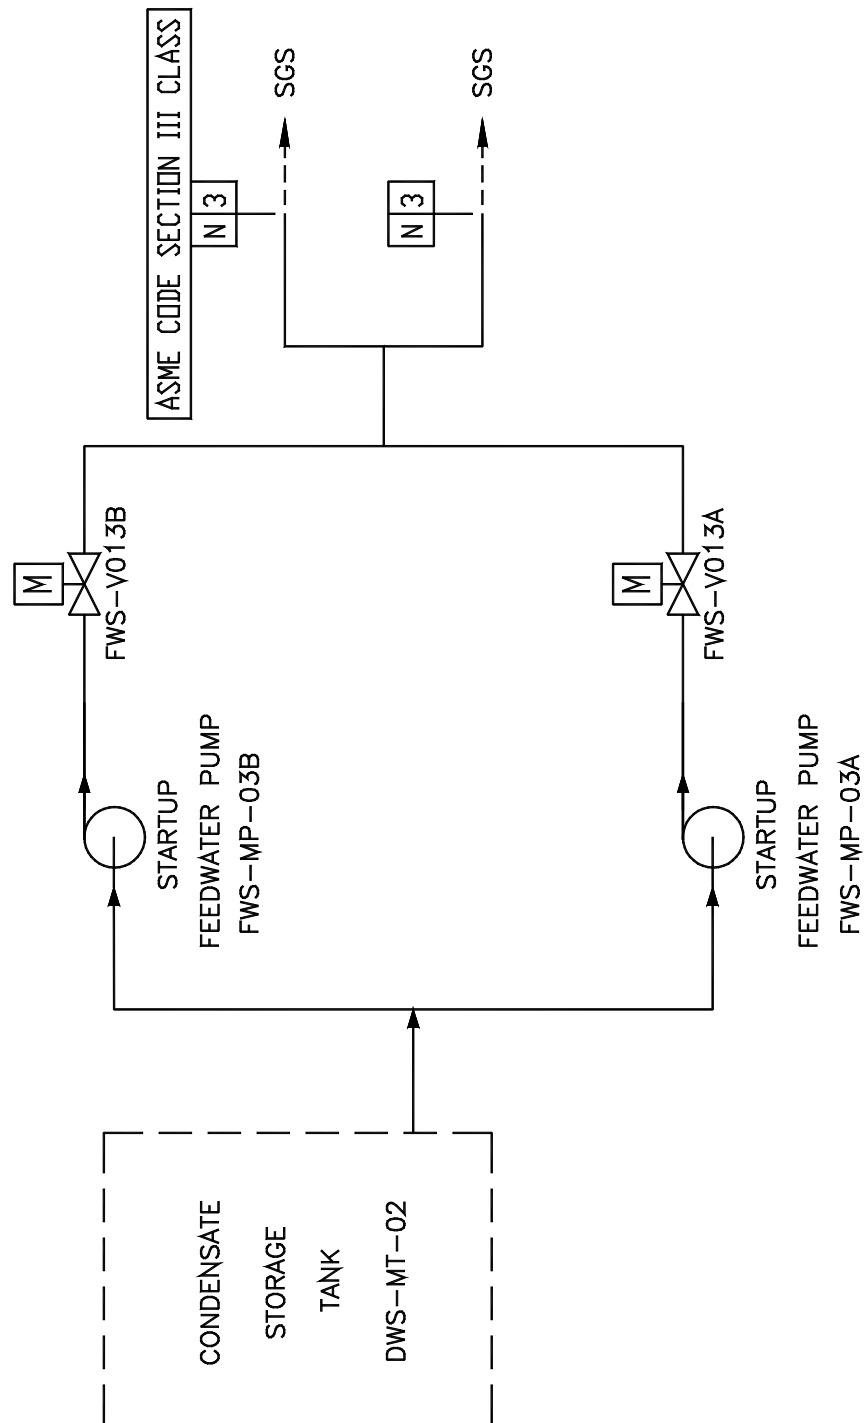 CONDENSATE
STORAGE
TANK
DWS-MT-02
STARTUP
FEEDWATER PUMP
FWS-MP-03B
STARTUP
FEEDWATER PUMP
FWS-MP-03A
M
FWS-V013B
M
FWS-V013A
ASME CODE SECTION III CLASS
N 3
SGS
N 3
SGS